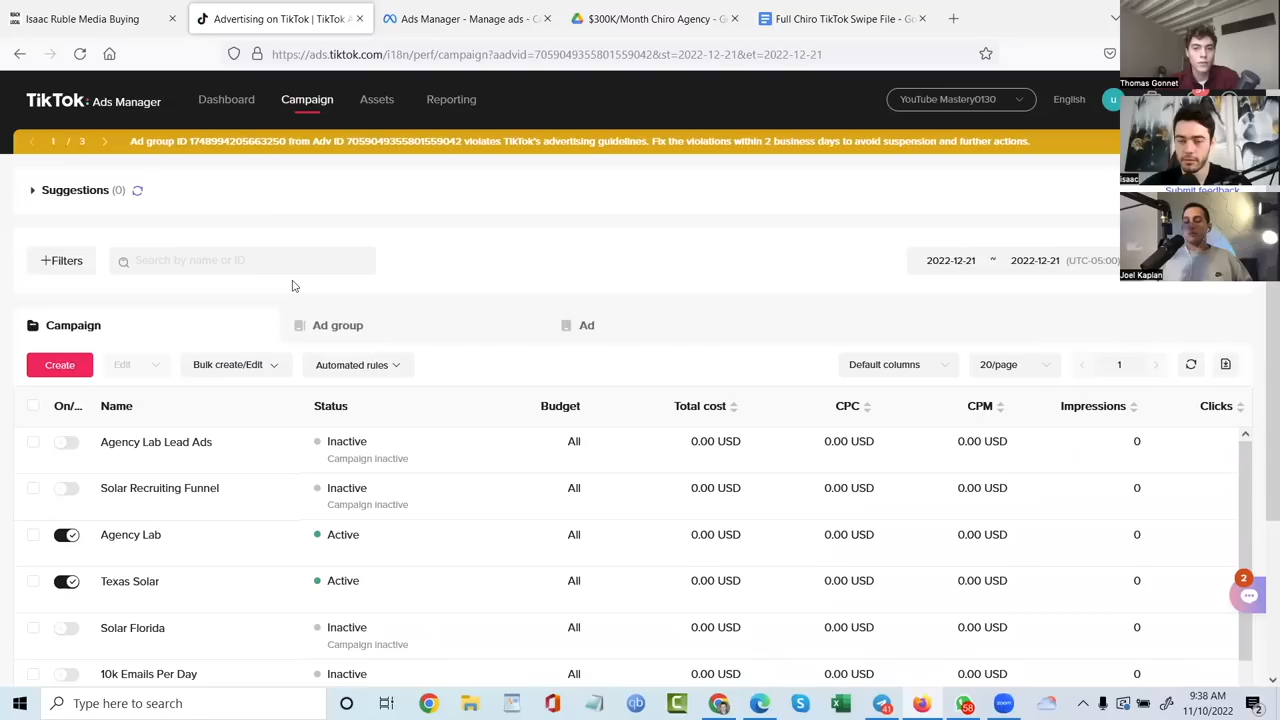 Isaac Ruble Media Buying
Advertising on TikTok | TikTok A
Ads Manager - Manage ads - C
$300K/Month Chiro Agency - Go
Full Chiro TikTok Swipe File - Go
https://ads.tiktok.com/i18n/perf/campaign?aadvid=7059049355801559042&st=2022-12-21&et=2022-12-21
Thomas Gonnet
TikTok: Ads Manager
Dashboard
Campaign
Assets
Reporting
YouTube Mastery0130
English
u
1 / 3
Ad group ID 1748994205663250 from Adv ID 7059049355801559042 violates TikTok's advertising guidelines. Fix the violations within 2 business days to avoid suspension and further actions.
isaac
Suggestions (0)
Submit feedback
+Filters
Search by name or ID
2022-12-21 ~ 2022-12-21 (UTC-05:00)
Joel Kaplan
Campaign
Ad group
Ad
Create
Edit
Bulk create/Edit
Automated rules
Default columns
20/page
1
On/... Name Status Budget Total cost CPC CPM Impressions Clicks
Agency Lab Lead Ads Inactive All 0.00 USD 0.00 USD 0.00 USD 0
Campaign inactive
Solar Recruiting Funnel Inactive All 0.00 USD 0.00 USD 0.00 USD 0
Campaign inactive
Agency Lab Active All 0.00 USD 0.00 USD 0.00 USD 0
Texas Solar Active All 0.00 USD 0.00 USD 0.00 USD 0
2
Solar Florida Inactive All 0.00 USD 0.00 USD 0.00 USD 0
Campaign inactive
10k Emails Per Day Inactive All 0.00 USD 0.00 USD 0.00 USD 0
Type here to search
41
58
zoom
9:38 AM
11/10/2022
2